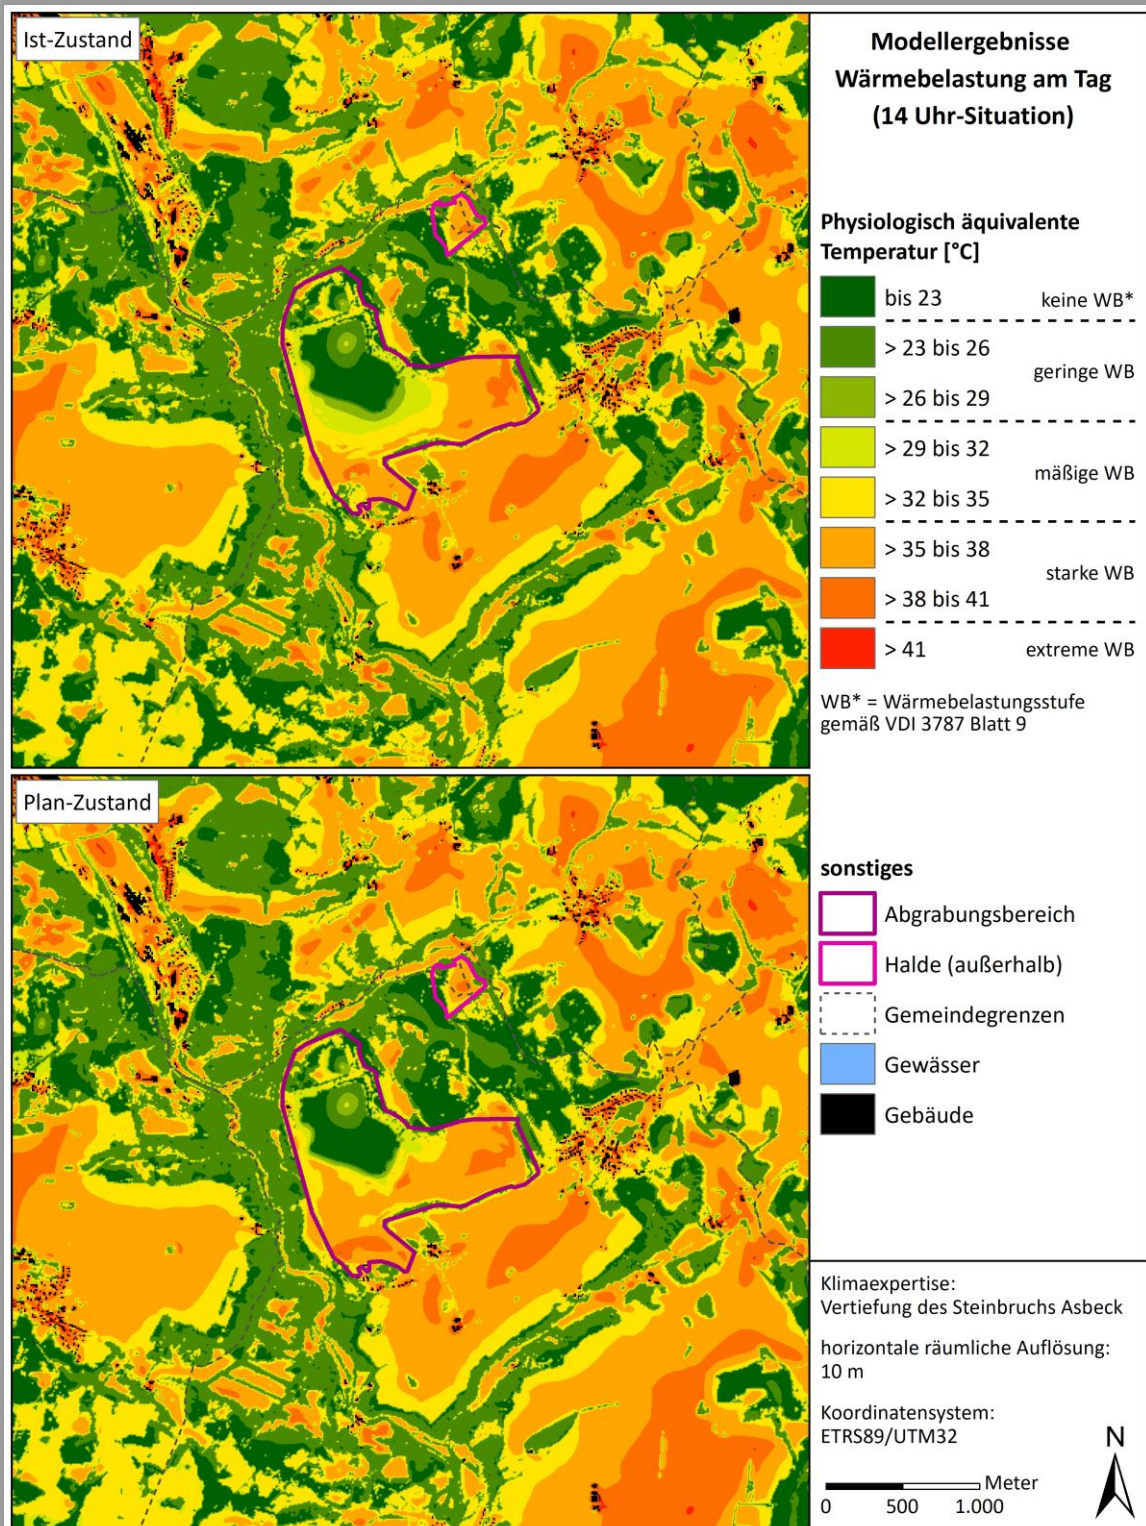 Ist-Zustand
Modellergebnisse
Wärmebelastung am Tag
(14 Uhr-Situation)
Physiologisch äquivalente
Temperatur [°C]
bis 23 keine WB*
> 23 bis 26
geringe WB
> 26 bis 29
> 29 bis 32
mäßige WB
> 32 bis 35
> 35 bis 38
starke WB
> 38 bis 41
> 41 extreme WB
WB* = Wärmebelastungsstufe
gemäß VDI 3787 Blatt 9
Plan-Zustand
sonstiges
Abgrabungsbereich
Halde (außerhalb)
Gemeindegrenzen
Gewässer
Gebäude
Klimaexpertise:
Vertiefung des Steinbruchs Asbeck
horizontale räumliche Auflösung:
10 m
Koordinatensystem:
ETRS89/UTM32
N
Meter
0 500 1.000